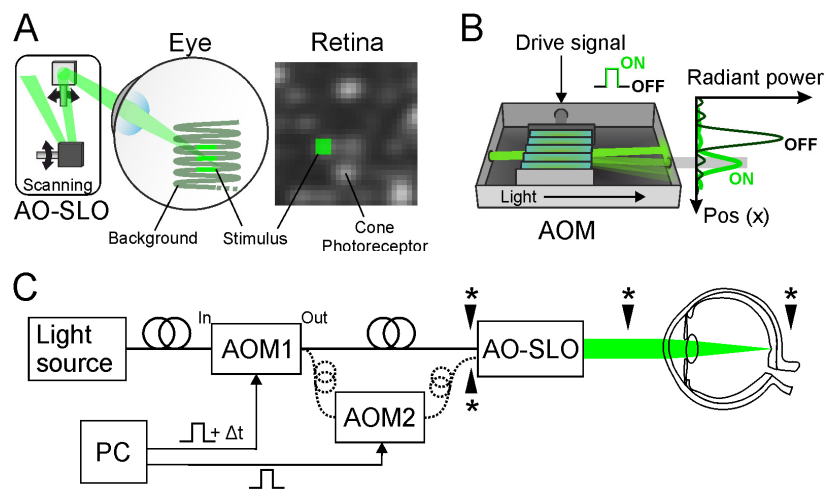 A
Eye
Retina
Scanning
AO-SLO
Background
Stimulus
Cone
Photoreceptor
B
Drive signal
ON
OFF
Radiant power
OFF
ON
Light
Pos (x)
AOM
C
Light
source
In
AOM1
Out
AO-SLO
*
*
*
*
AOM2
PC
+ Δt